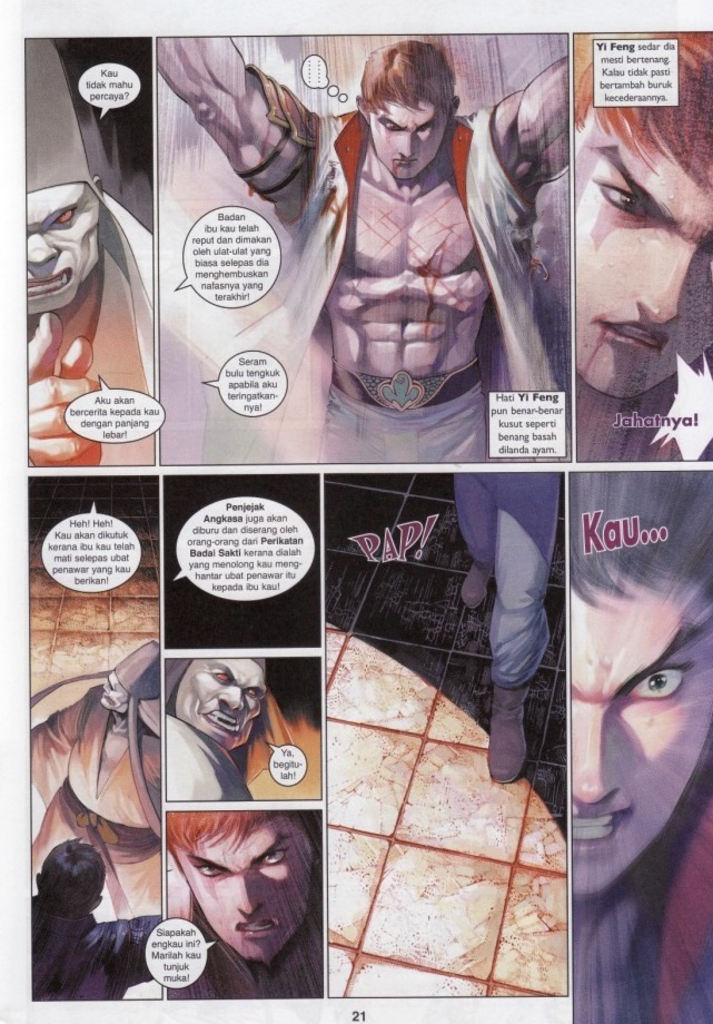 Kau
tidak mahu
percaya?
Aku akan
bercerita kepada kau
dengan panjang
lebar!
Badan
ibu kau telah
reput dan dimakan
oleh ulat-ulat yang
biasa selepas dia
menghembuskan
nafasnya yang
terakhir!
Seram
bulu tengkuk
apabila aku
teringatkan-
nya!
Hati Yi Feng
pun benar-benar
kusut seperti
benang basah
dilanda ayam.
Yi Feng sedar dia
mesti bertenang.
Kalau tidak pasti
bertambah buruk
kecederaannya.
Jahatnya!
Heh! Heh!
Kau akan dikutuk
kerana ibu kau telah
mati selepas ubat
penawar yang kau
berikan!
Penjejak
Angkasa juga akan
diburu dan diserang oleh
orang-orang dari Perikatan
Badai Sakti kerana dialah
yang menolong kau meng-
hantar ubat penawar itu
kepada ibu kau!
Ya,
begitu-
lah!
Siapakah
engkau ini?
Marilah kau
tunjuk
muka!
PAP!
Kau...
21